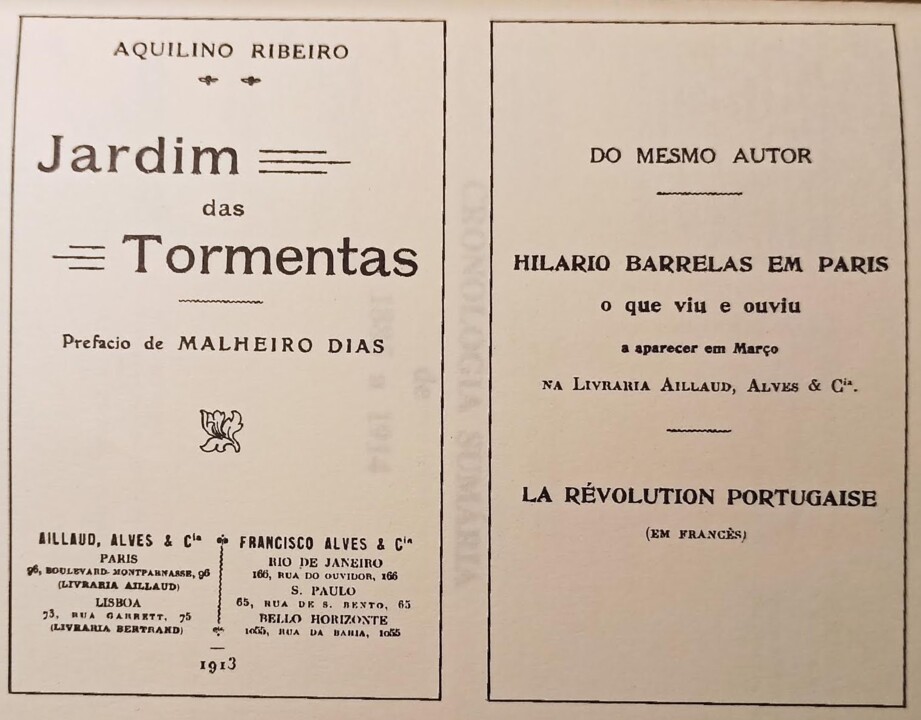 AQUILINO RIBEIRO
Jardim
das
Tormentas
Prefacio de MALHEIRO DIAS
AILLAUD, ALVES & Cia
PARIS
96, BOULEVARD-MONTPARNASSE, 96
(LIVRARIA AILLAUD)
LISBOA
73, RUA GARRETT, 75
(LIVRARIA BERTRAND)
FRANCISCO ALVES & Cia
RIO DE JANEIRO
166, RUA DO OUVIDOR, 166
S. PAULO
65, RUA DE S. BENTO, 65
BELLO HORIZONTE
1055, RUA DA BAHIA, 1055
1913
DO MESMO AUTOR
HILARIO BARRELAS EM PARIS
o que viu e ouviu
a aparecer em Março
NA LIVRARIA AILLAUD, ALVES & Cia.
LA RÉVOLUTION PORTUGAISE
(EM FRANCÊS)
CRONOLOGIA SUMÁRIA
de